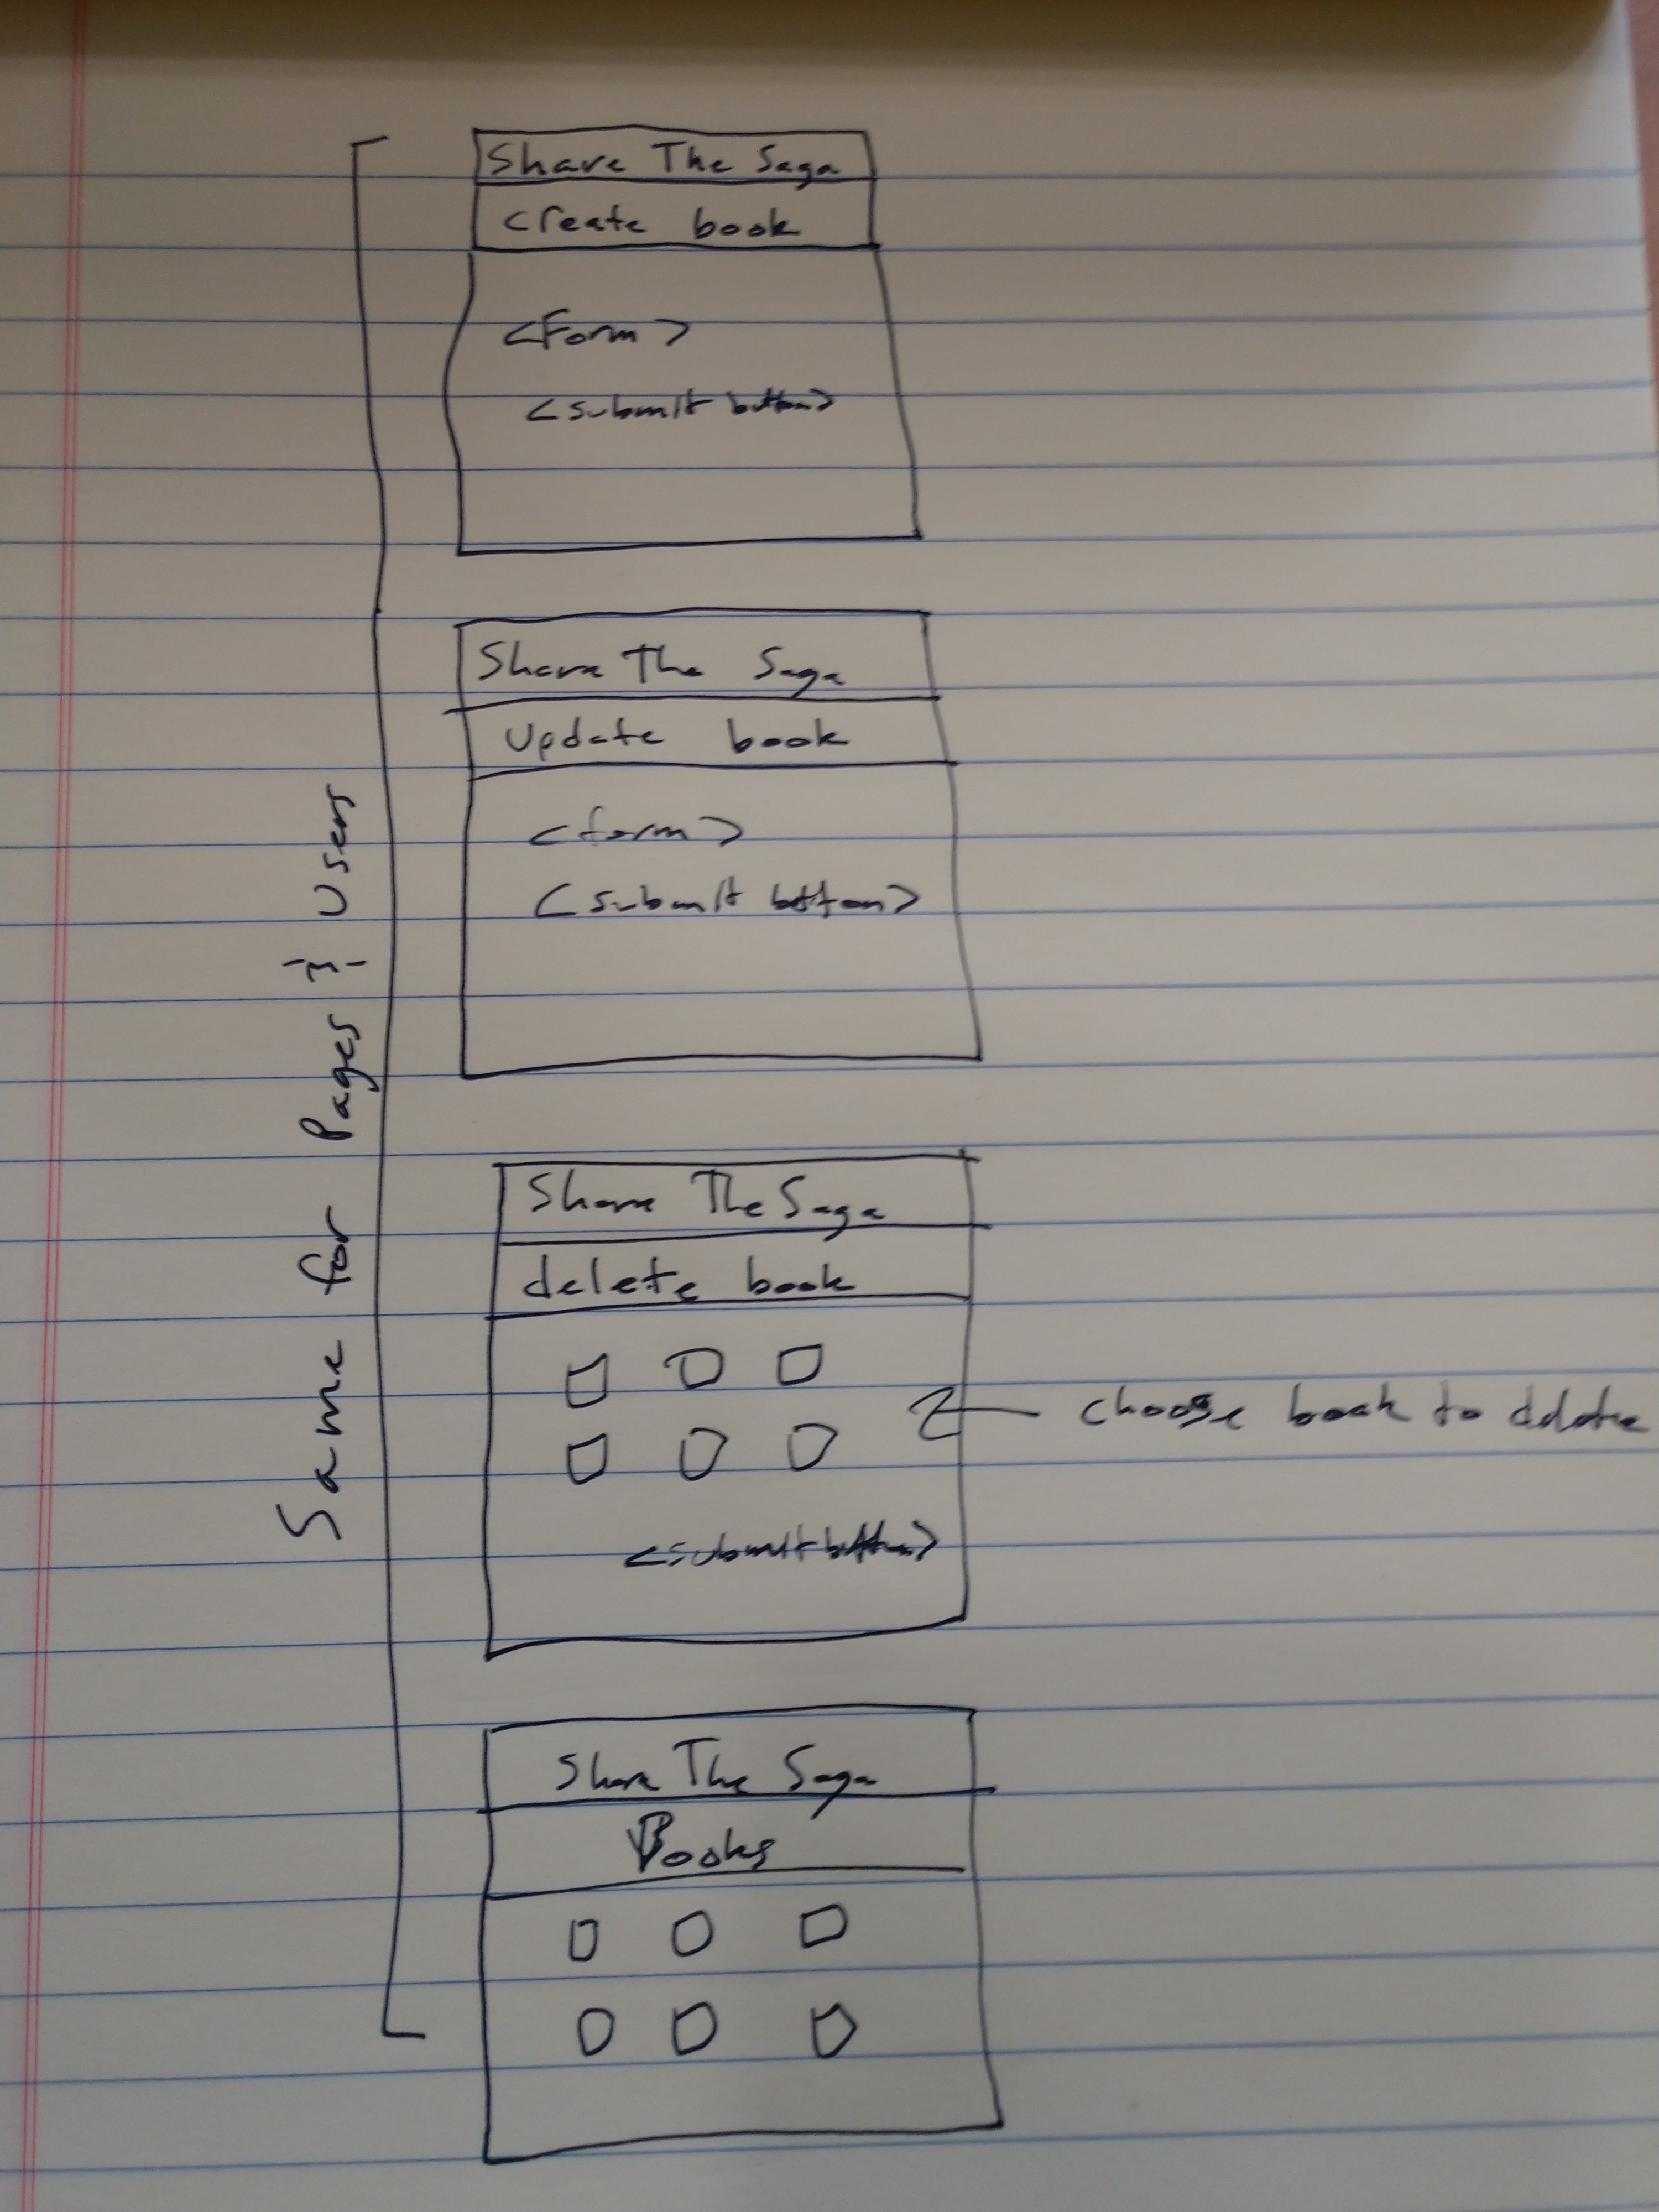 Share The Saga
create book
<Form>
<submit button>
Share The Saga
Update book
<form>
<submit button>
Same for Pages & Users
Share The Saga
delete book
choose book to delete
<submit button>
Share The Saga
Books